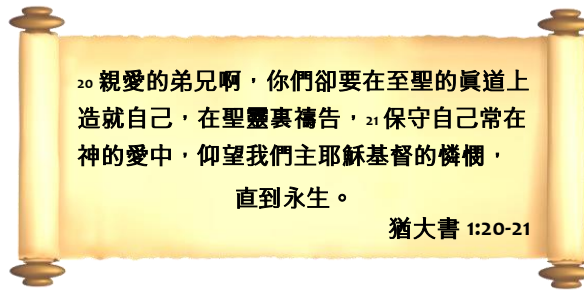 20 親愛的弟兄啊，你們卻要在至聖的眞道上
造就自己，在聖靈裏禱告，21 保守自己常在
神的愛中，仰望我們主耶穌基督的憐憫，
直到永生。
猶大書 1:20-21